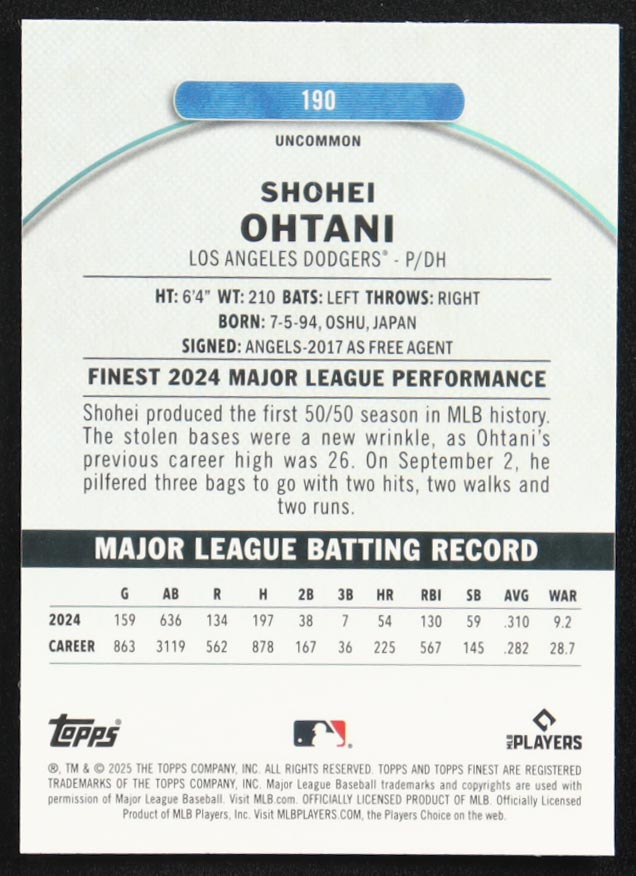 190
UNCOMMON
SHOHEI
OHTANI
LOS ANGELES DODGERS® - P/DH
HT: 6'4" WT: 210 BATS: LEFT THROWS: RIGHT
BORN: 7-5-94, OSHU, JAPAN
SIGNED: ANGELS-2017 AS FREE AGENT
FINEST 2024 MAJOR LEAGUE PERFORMANCE
Shohei produced the first 50/50 season in MLB history.
The stolen bases were a new wrinkle, as Ohtani's
previous career high was 26. On September 2, he
pilfered three bags to go with two hits, two walks and
two runs.
MAJOR LEAGUE BATTING RECORD
G AB R H 2B 3B HR RBI SB AVG WAR
2024 159 636 134 197 38 7 54 130 59 .310 9.2
CAREER 863 3119 562 878 167 36 225 567 145 .282 28.7
Topps® ® MLB PLAYERS
®, TM & © 2025 THE TOPPS COMPANY, INC. ALL RIGHTS RESERVED. TOPPS AND TOPPS FINEST ARE REGISTERED
TRADEMARKS OF THE TOPPS COMPANY, INC. Major League Baseball trademarks and copyrights are used with
permission of Major League Baseball. Visit MLB.com. OFFICIALLY LICENSED PRODUCT OF MLB. Officially Licensed
Product of MLB Players, Inc. Visit MLBPLAYERS.COM, the Players Choice on the web.